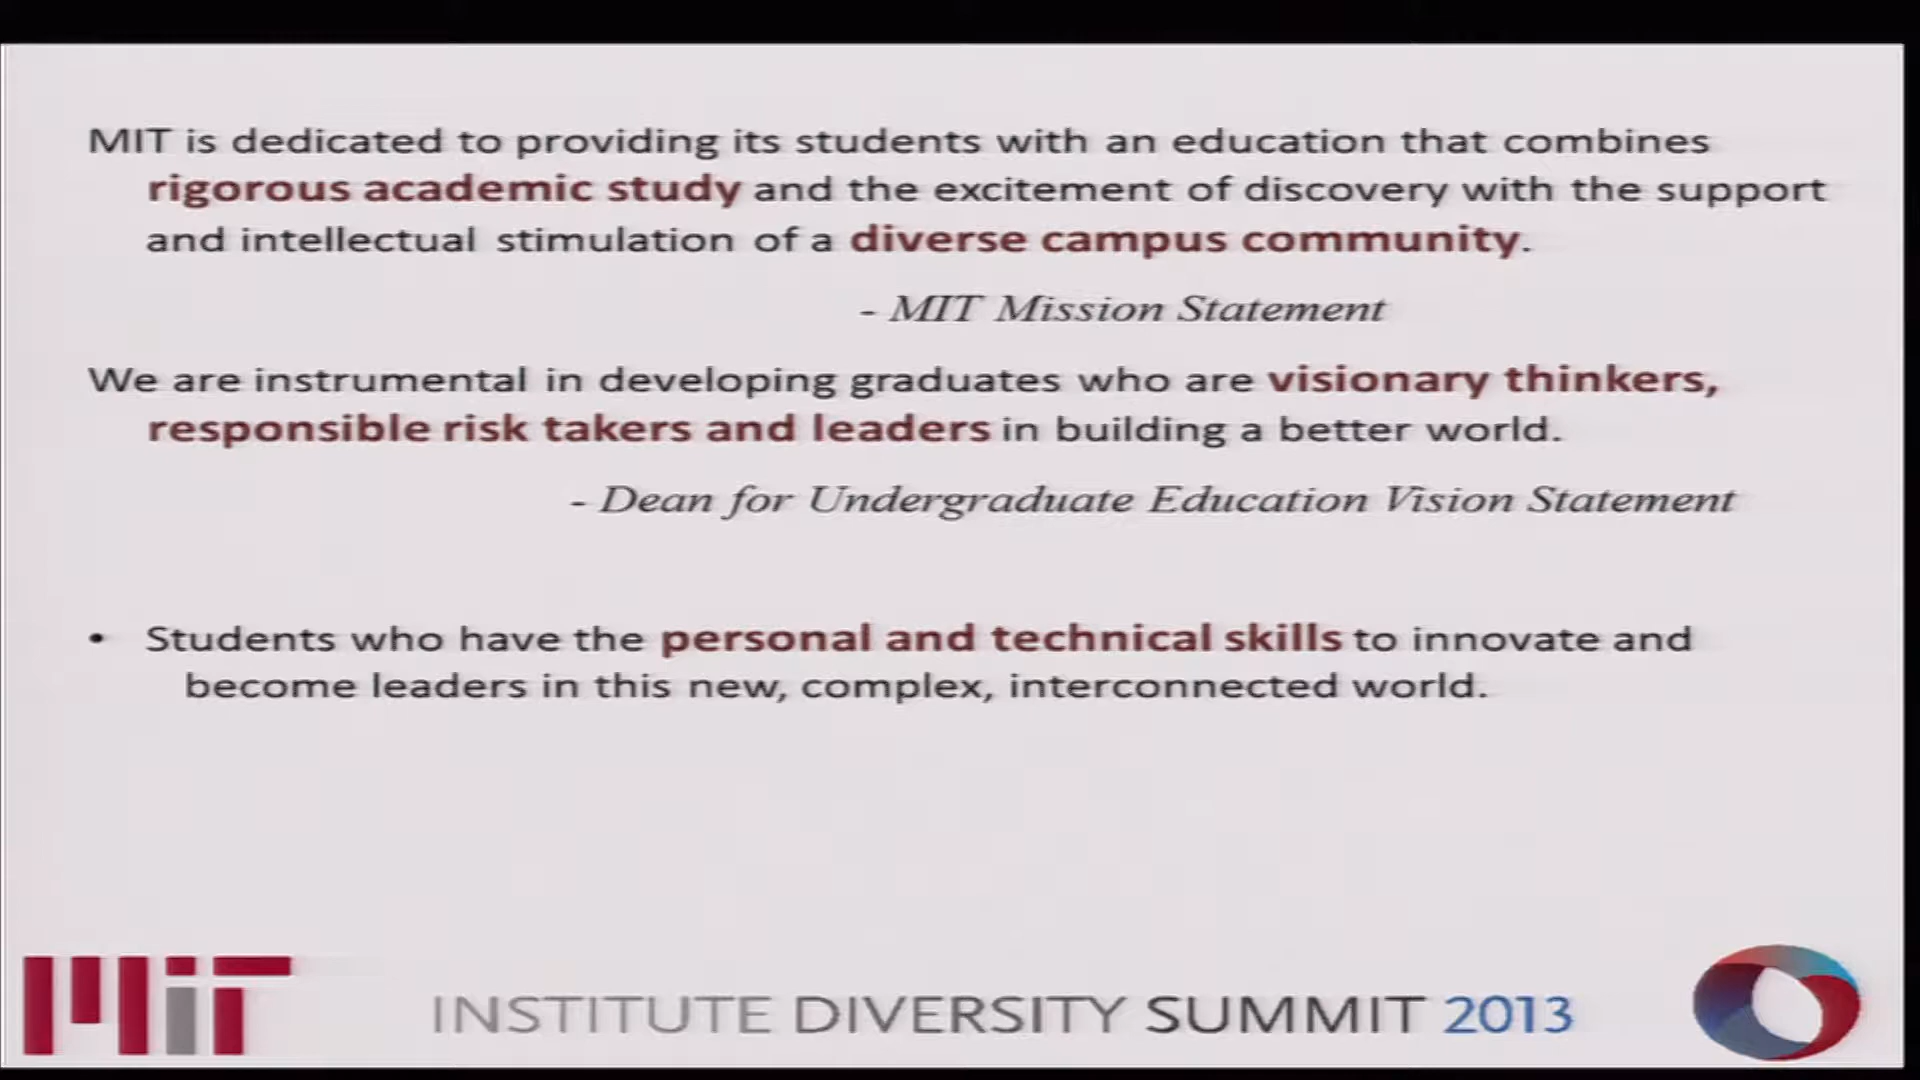 MIT is dedicated to providing its students with an education that combines
rigorous academic study and the excitement of discovery with the support
and intellectual stimulation of a diverse campus community.
- MIT Mission Statement
We are instrumental in developing graduates who are visionary thinkers,
responsible risk takers and leaders in building a better world.
- Dean for Undergraduate Education Vision Statement
• Students who have the personal and technical skills to innovate and
become leaders in this new, complex, interconnected world.
MIT
INSTITUTE DIVERSITY SUMMIT 2013